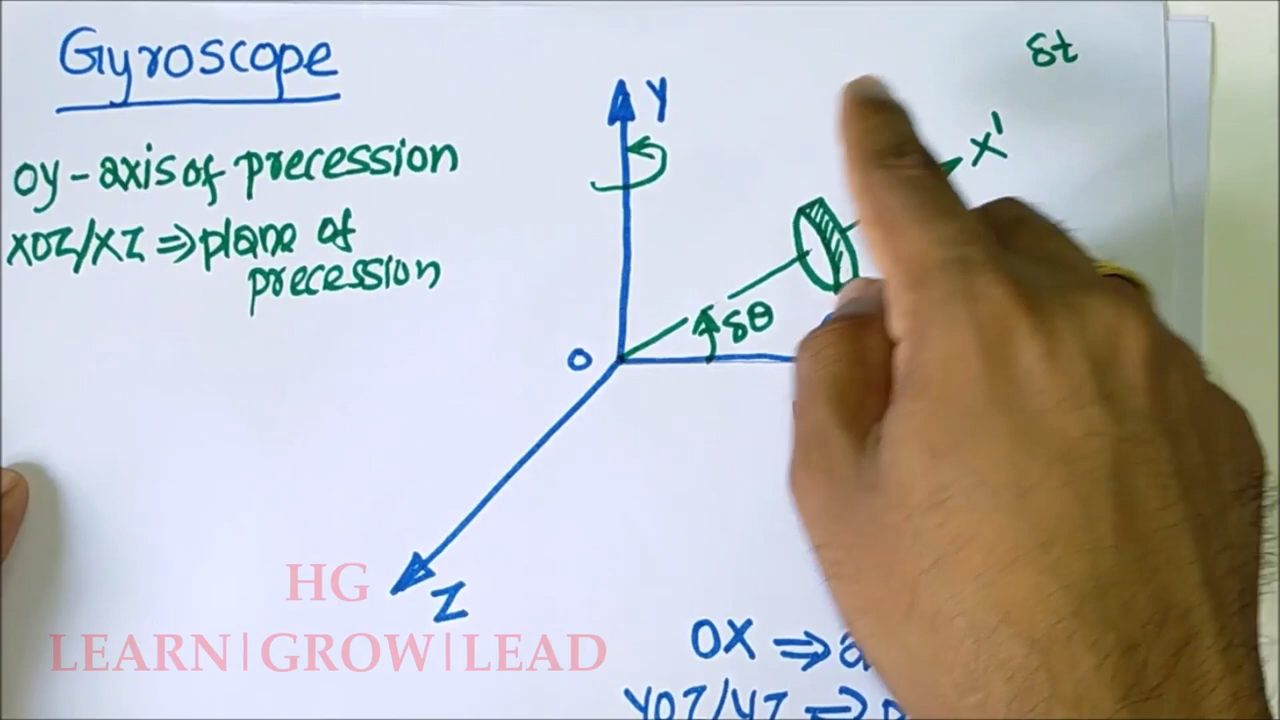 Gyroscope
δt
Y
X'
OY - axis of precession
XOZ/XZ ⇒ plane of
precession
δθ
O
Z
HG
LEARN|GROW|LEAD
OX ⇒
YOZ/YZ ⇒